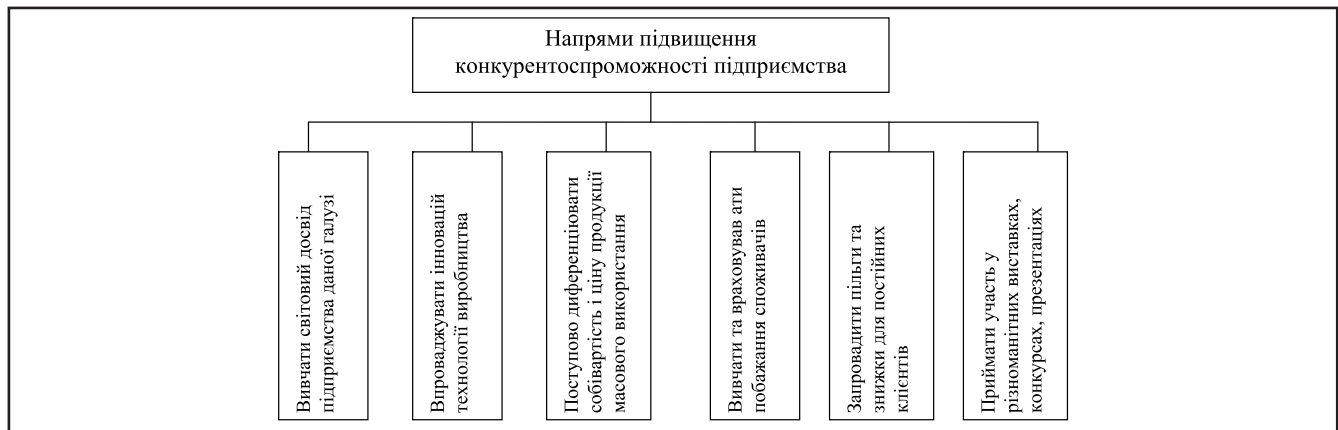 Напрями підвищення
конкурентоспроможності підприємства
Вивчати світовий досвід
підприємства даної галузі
Впроваджувати інновацій
технології виробництва
Поступово диференціювати
собівартість і ціну продукції
масового використання
Вивчати та враховував ати
побажання споживачів
Запровадити пільги та
знижки для постійних
клієнтів
Приймати участь у
різноманітних виставках,
конкурсах, презентаціях